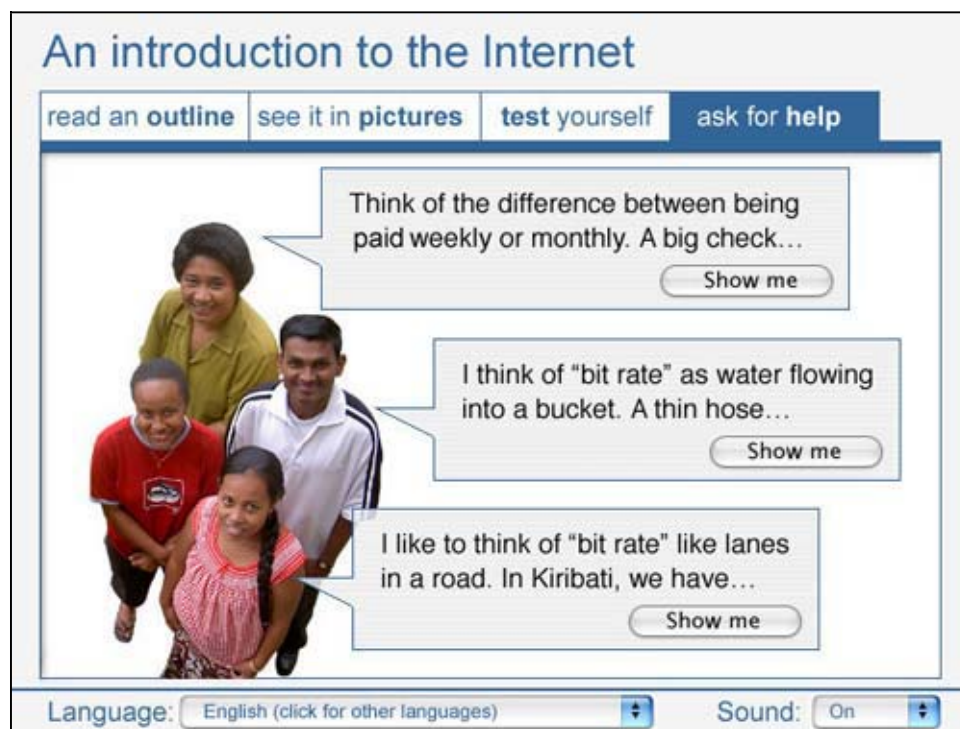 An introduction to the Internet
read an outline see it in pictures test yourself ask for help
Think of the difference between being
paid weekly or monthly. A big check…
Show me
I think of “bit rate” as water flowing
into a bucket. A thin hose…
Show me
I like to think of “bit rate” like lanes
in a road. In Kiribati, we have…
Show me
Language: English (click for other languages) Sound: On